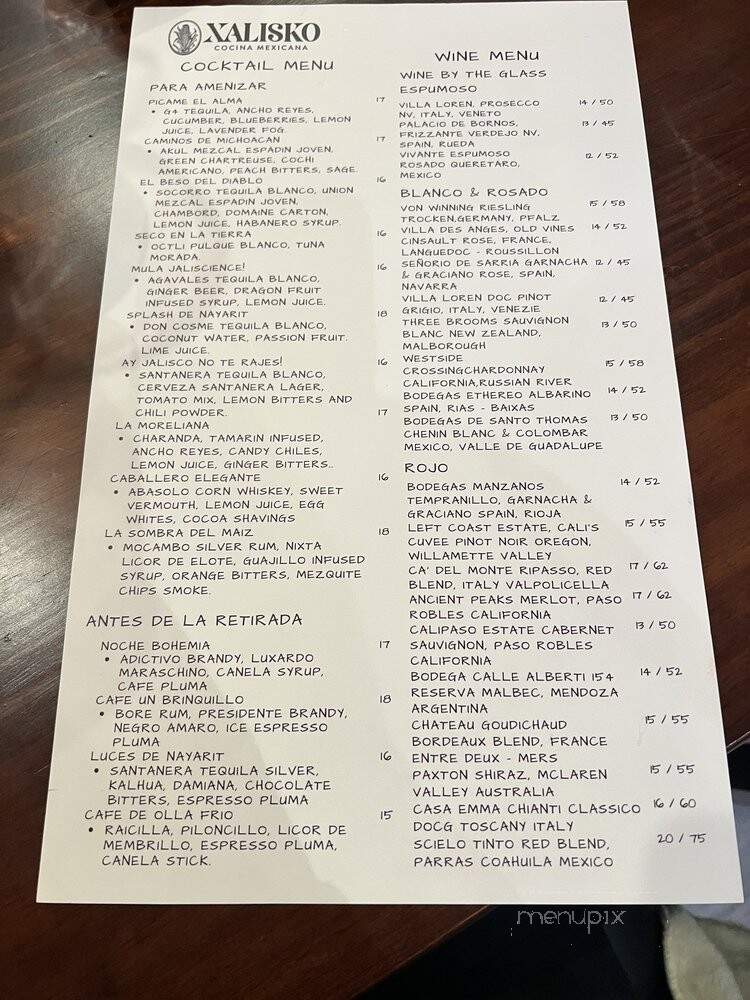 XALISKO
COCINA MEXICANA
COCKTAIL MENU
PARA AMENIZAR
PICAME EL ALMA 17
• G4 TEQUILA, ANCHO REYES,
CUCUMBER, BLUEBERRIES, LEMON
JUICE, LAVENDER FOG.
CAMINOS DE MICHOACAN 17
• AKUL MEZCAL ESPADIN JOVEN,
GREEN CHARTREUSE, COCHI
AMERICANO, PEACH BITTERS, SAGE.
EL BESO DEL DIABLO 16
• SOCORRO TEQUILA BLANCO, UNION
MEZCAL ESPADIN JOVEN,
CHAMBORD, DOMAINE CARTON,
LEMON JUICE, HABANERO SYRUP.
SECO EN LA TIERRA 16
• OCTLI PULQUE BLANCO, TUNA
MORADA.
MULA JALISCIENCE! 16
• AGAVALES TEQUILA BLANCO,
GINGER BEER, DRAGON FRUIT
INFUSED SYRUP, LEMON JUICE.
SPLASH DE NAYARIT 18
• DON COSME TEQUILA BLANCO,
COCONUT WATER, PASSION FRUIT.
LIME JUICE.
AY JALISCO NO TE RAJES! 16
• SANTANERA TEQUILA BLANCO,
CERVEZA SANTANERA LAGER,
TOMATO MIX, LEMON BITTERS AND
CHILI POWDER.
LA MORELIANA 17
• CHARANDA, TAMARIN INFUSED,
ANCHO REYES, CANDY CHILES,
LEMON JUICE, GINGER BITTERS..
CABALLERO ELEGANTE 16
• ABASOLO CORN WHISKEY, SWEET
VERMOUTH, LEMON JUICE, EGG
WHITES, COCOA SHAVINGS
LA SOMBRA DEL MAIZ 18
• MOCAMBO SILVER RUM, NIXTA
LICOR DE ELOTE, GUAJILLO INFUSED
SYRUP, ORANGE BITTERS, MEZQUITE
CHIPS SMOKE.
ANTES DE LA RETIRADA
NOCHE BOHEMIA 17
• ADICTIVO BRANDY, LUXARDO
MARASCHINO, CANELA SYRUP,
CAFE PLUMA
CAFE UN BRINQUILLO 18
• BORE RUM, PRESIDENTE BRANDY,
NEGRO AMARO, ICE ESPRESSO
PLUMA
LUCES DE NAYARIT 16
• SANTANERA TEQUILA SILVER,
KALHUA, DAMIANA, CHOCOLATE
BITTERS, ESPRESSO PLUMA
CAFE DE OLLA FRIO 15
• RAICILLA, PILONCILLO, LICOR DE
MEMBRILLO, ESPRESSO PLUMA,
CANELA STICK.
WINE MENU
WINE BY THE GLASS
ESPUMOSO
VILLA LOREN, PROSECCO 14 / 50
NV, ITALY, VENETO
PALACIO DE BORNOS, 13 / 45
FRIZZANTE VERDEJO NV,
SPAIN, RUEDA
VIVANTE ESPUMOSO 12 / 52
ROSADO QUERETARO,
MEXICO
BLANCO & ROSADO
VON WINNING RIESLING 15 / 58
TROCKEN,GERMANY, PFALZ
VILLA DES ANGES, OLD VINES 14 / 52
CINSAULT ROSE, FRANCE,
LANGUEDOC - ROUSSILLON
SEÑORIO DE SARRIA GARNACHA 12 / 45
& GRACIANO ROSE, SPAIN,
NAVARRA
VILLA LOREN DOC PINOT 12 / 45
GRIGIO, ITALY, VENEZIE
THREE BROOMS SAUVIGNON 13 / 50
BLANC NEW ZEALAND,
MALBOROUGH
WESTSIDE 15 / 58
CROSSINGCHARDONNAY
CALIFORNIA,RUSSIAN RIVER
BODEGAS ETHEREO ALBARINO 14 / 52
SPAIN, RIAS - BAIXAS
BODEGAS DE SANTO THOMAS 13 / 50
CHENIN BLANC & COLOMBAR
MEXICO, VALLE DE GUADALUPE
ROJO
BODEGAS MANZANOS 14 / 52
TEMPRANILLO, GARNACHA &
GRACIANO SPAIN, RIOJA
LEFT COAST ESTATE, CALI'S 15 / 55
CUVEE PINOT NOIR OREGON,
WILLAMETTE VALLEY
CA' DEL MONTE RIPASSO, RED 17 / 62
BLEND, ITALY VALPOLICELLA
ANCIENT PEAKS MERLOT, PASO 17 / 62
ROBLES CALIFORNIA
CALIPASO ESTATE CABERNET 13 / 50
SAUVIGNON, PASO ROBLES
CALIFORNIA
BODEGA CALLE ALBERTI 154 14 / 52
RESERVA MALBEC, MENDOZA
ARGENTINA
CHATEAU GOUDICHAUD 15 / 55
BORDEAUX BLEND, FRANCE
ENTRE DEUX - MERS
PAXTON SHIRAZ, MCLAREN 15 / 55
VALLEY AUSTRALIA
CASA EMMA CHIANTI CLASSICO 16 / 60
DOCG TOSCANY ITALY
SCIELO TINTO RED BLEND, 20 / 75
PARRAS COAHUILA MEXICO
menupix